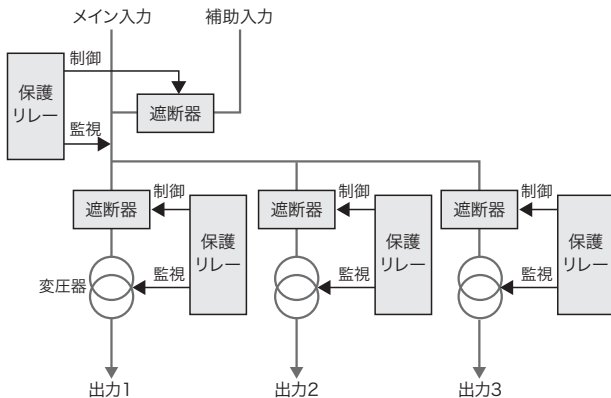 メイン入力
補助入力
制御
保護
リレー
遮断器
監視
遮断器
制御
保護
リレー
変圧器
監視
出力1
遮断器
制御
保護
リレー
監視
出力2
遮断器
制御
保護
リレー
監視
出力3